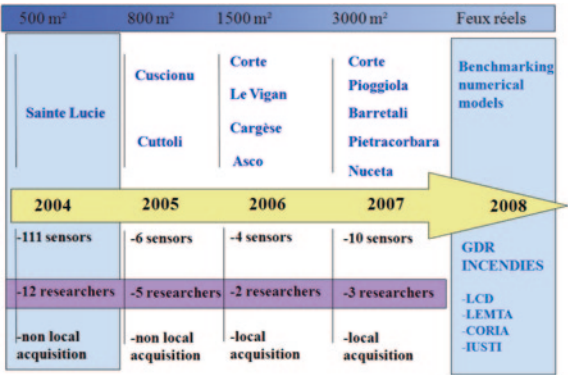 500 m² 800 m² 1500 m² 3000 m² Feux réels
Sainte Lucie
Cuscionu
Cuttoli
Corte
Le Vigan
Cargèse
Asco
Corte
Pioggiola
Barretali
Pietracorbara
Nuceta
Benchmarking
numerical
models
2004 2005 2006 2007 2008
-111 sensors
-12 researchers
-non local
acquisition
-6 sensors
-5 researchers
-non local
acquisition
-4 sensors
-2 researchers
-local
acquisition
-10 sensors
-3 researchers
-local
acquisition
GDR
INCENDIES
-LCD
-LEMTA
-CORIA
-IUSTI